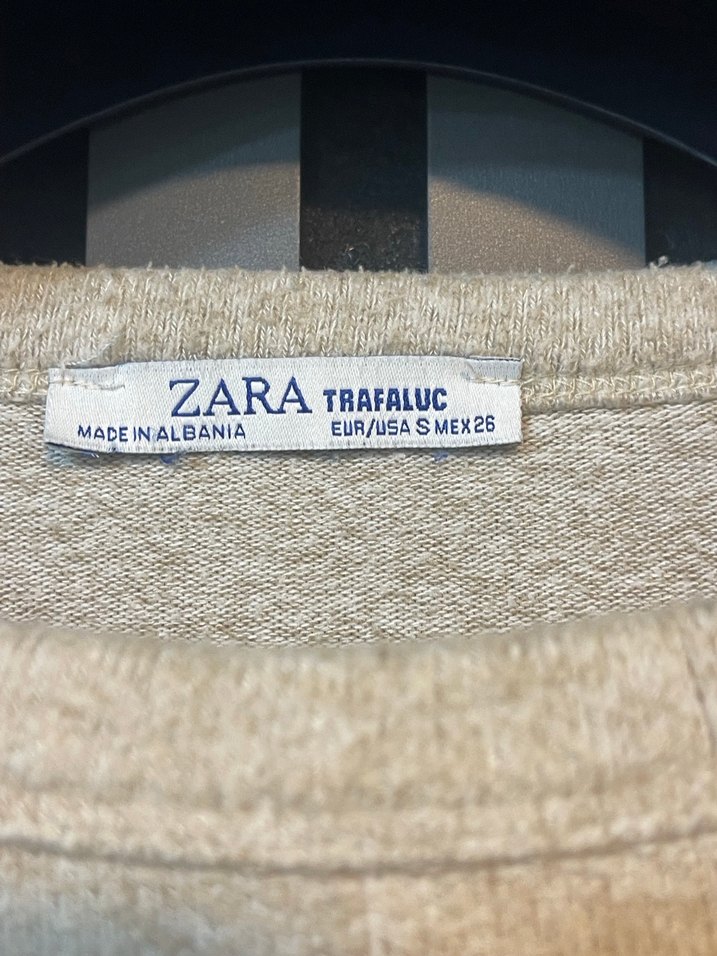 ZARA TRAFALUC
MADE IN ALBANIA EUR/USA S MEX 26